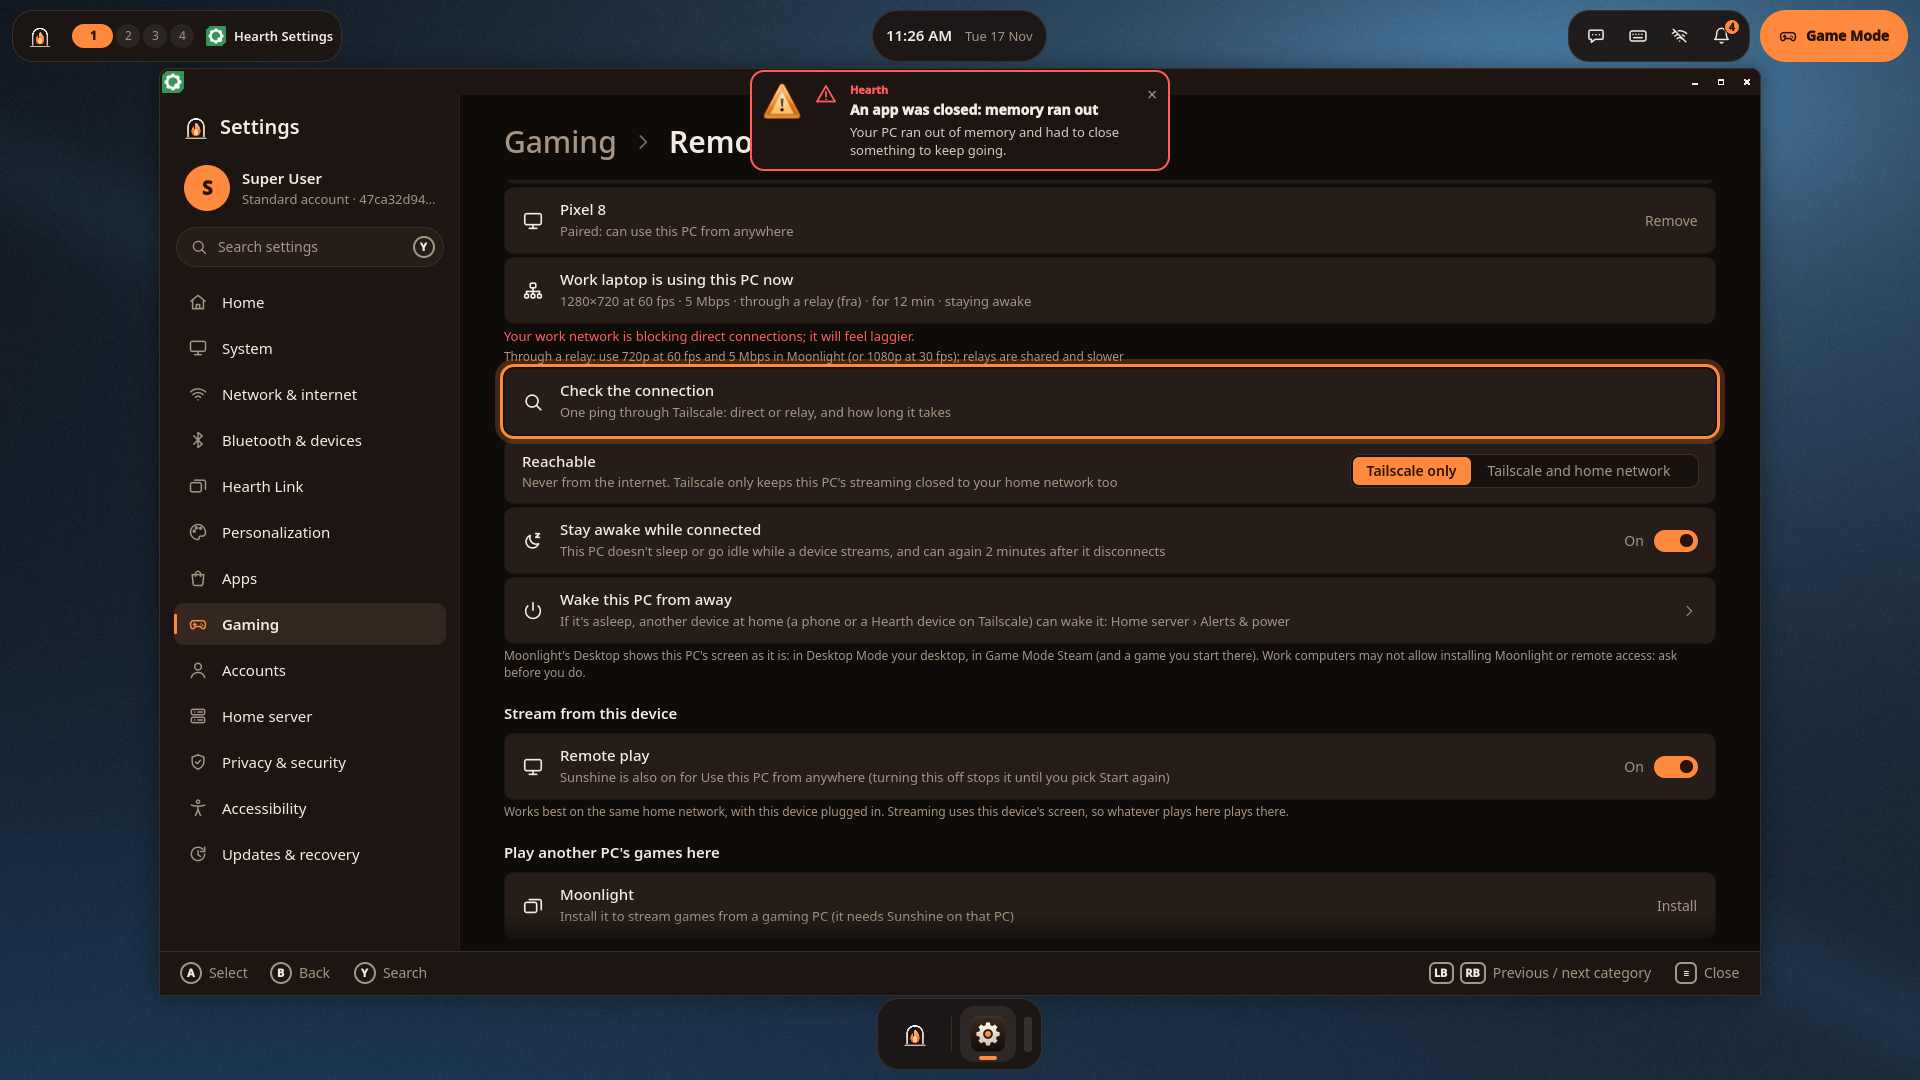 1 2 3 4 Hearth Settings
11:26 AM Tue 17 Nov
4
Game Mode
Hearth
An app was closed: memory ran out
Your PC ran out of memory and had to close
something to keep going.
Settings
S
Super User
Standard account · 47ca32d94...
Search settings Y
Home
System
Network & internet
Bluetooth & devices
Hearth Link
Personalization
Apps
Gaming
Accounts
Home server
Privacy & security
Accessibility
Updates & recovery
Gaming > Remo
Pixel 8
Paired: can use this PC from anywhere
Remove
Work laptop is using this PC now
1280×720 at 60 fps · 5 Mbps · through a relay (fra) · for 12 min · staying awake
Your work network is blocking direct connections; it will feel laggier.
Through a relay: use 720p at 60 fps and 5 Mbps in Moonlight (or 1080p at 30 fps); relays are shared and slower
Check the connection
One ping through Tailscale: direct or relay, and how long it takes
Reachable
Never from the internet. Tailscale only keeps this PC's streaming closed to your home network too
Tailscale only Tailscale and home network
Stay awake while connected
This PC doesn't sleep or go idle while a device streams, and can again 2 minutes after it disconnects
On
Wake this PC from away
If it's asleep, another device at home (a phone or a Hearth device on Tailscale) can wake it: Home server › Alerts & power
Moonlight's Desktop shows this PC's screen as it is: in Desktop Mode your desktop, in Game Mode Steam (and a game you start there). Work computers may not allow installing Moonlight or remote access: ask
before you do.
Stream from this device
Remote play
Sunshine is also on for Use this PC from anywhere (turning this off stops it until you pick Start again)
On
Works best on the same home network, with this device plugged in. Streaming uses this device's screen, so whatever plays here plays there.
Play another PC's games here
Moonlight
Install it to stream games from a gaming PC (it needs Sunshine on that PC)
Install
A Select B Back Y Search
LB RB Previous / next category ≡ Close